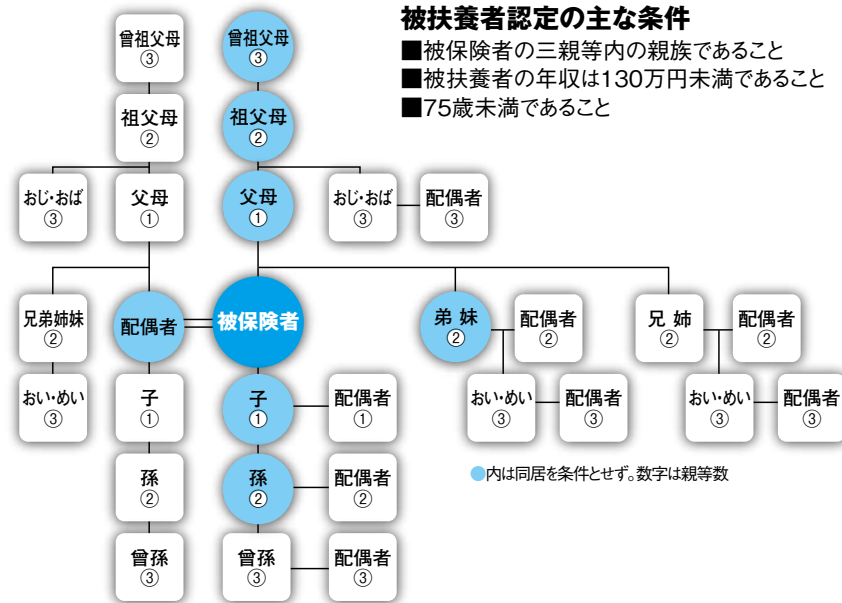 被扶養者認定の主な条件
■被保険者の三親等内の親族であること
■被扶養者の年収は130万円未満であること
■75歳未満であること
曾祖父母
③
曾祖父母
③
祖父母
②
祖父母
②
おじ・おば
③
父母
①
父母
①
おじ・おば
③
配偶者
③
兄弟姉妹
②
配偶者
被保険者
弟 妹
②
配偶者
②
兄 姉
②
配偶者
②
おい・めい
③
子
①
子
①
配偶者
①
おい・めい
③
配偶者
③
おい・めい
③
配偶者
③
孫
②
孫
②
配偶者
②
●内は同居を条件とせず。数字は親等数
曾孫
③
曾孫
③
配偶者
③